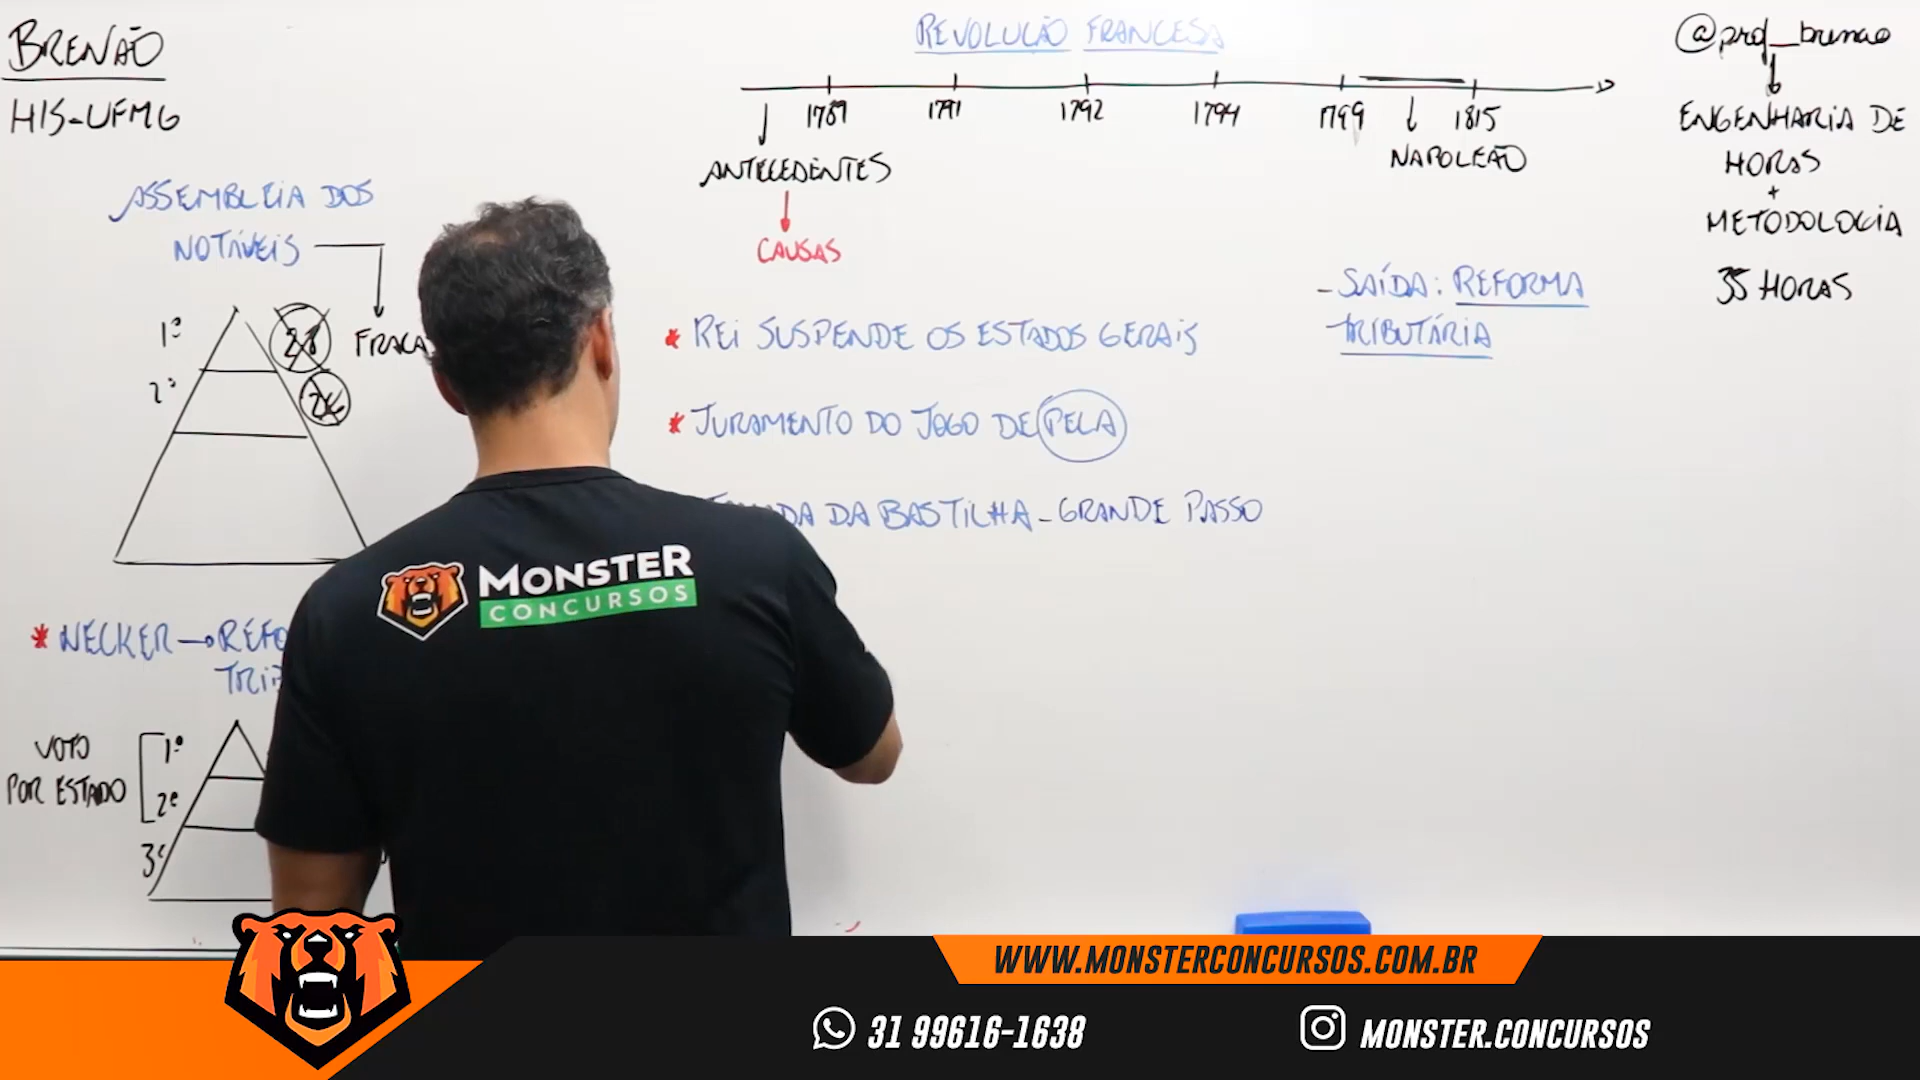 BRENÃO
HIS-UFMG
REVOLUÇÃO FRANCESA
1789 1791 1792 1794 1799 1815
ANTECEDENTES
CAUSAS
NAPOLEÃO
@prof_brenao
ENGENHARIA DE
HORAS
+
METODOLOGIA
35 HORAS
ASSEMBLEIA DOS
NOTÁVEIS
1º
2º
FRACA
* REI SUSPENDE OS ESTADOS GERAIS
* JURAMENTO DO JOGO DE PELA
DA BASTILHA - GRANDE PASSO
- SAÍDA: REFORMA
TRIBUTÁRIA
* NECKER → REFO
TRI
VOTO
POR ESTADO
1º
2º
3º
MONSTER
CONCURSOS
WWW.MONSTERCONCURSOS.COM.BR
31 99616-1638
MONSTER.CONCURSOS